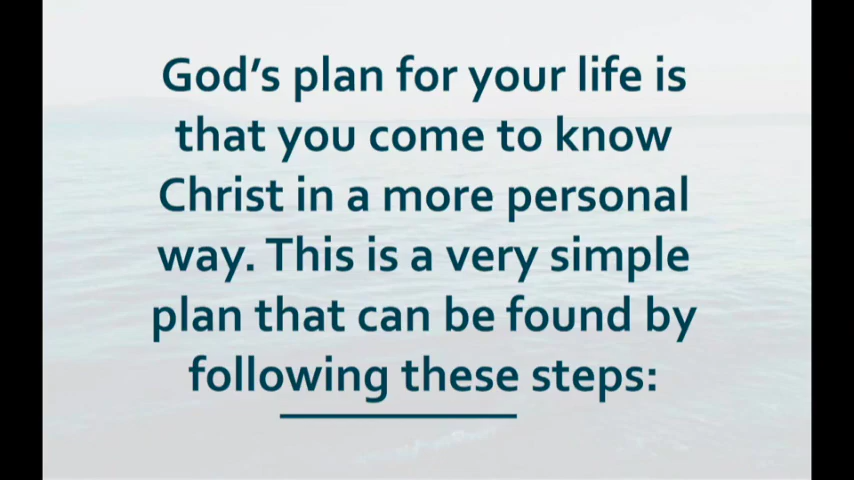 God’s plan for your life is
that you come to know
Christ in a more personal
way. This is a very simple
plan that can be found by
following these steps: